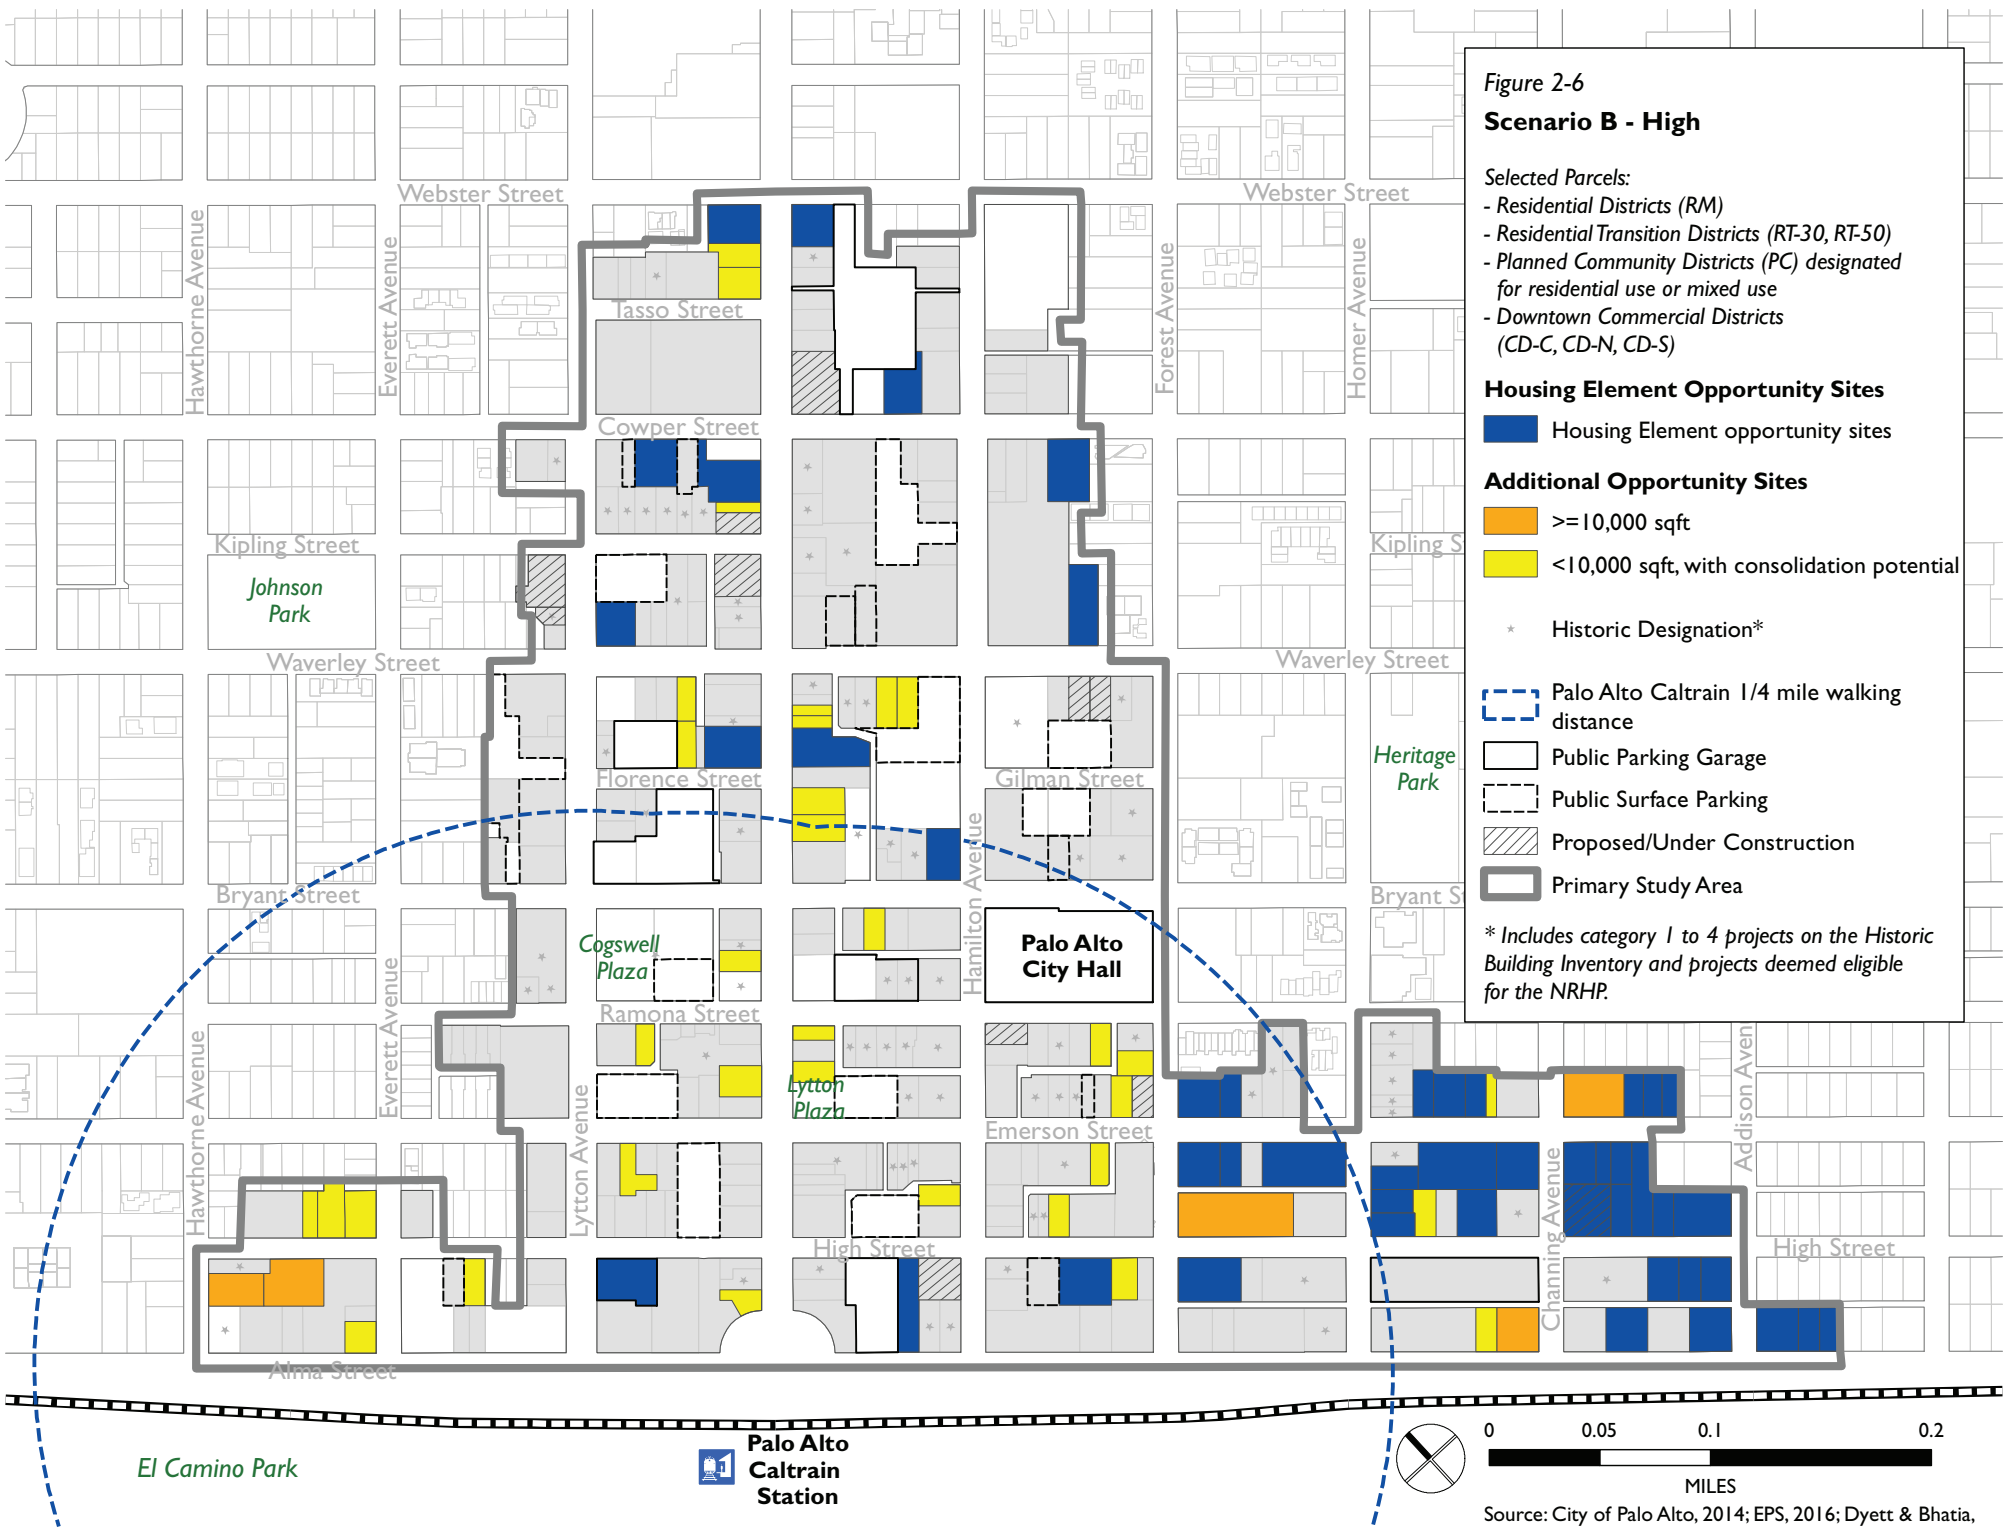 Figure 2-6
Scenario B - High
Selected Parcels:
- Residential Districts (RM)
- Residential Transition Districts (RT-30, RT-50)
- Planned Community Districts (PC) designated
for residential use or mixed use
- Downtown Commercial Districts
(CD-C, CD-N, CD-S)
Housing Element Opportunity Sites
Housing Element opportunity sites
Additional Opportunity Sites
>=10,000 sqft
<10,000 sqft, with consolidation potential
Historic Designation*
Palo Alto Caltrain 1/4 mile walking
distance
Public Parking Garage
Public Surface Parking
Proposed/Under Construction
Primary Study Area
* Includes category 1 to 4 projects on the Historic
Building Inventory and projects deemed eligible
for the NRHP.
Webster Street
Webster Street
Hawthorne Avenue
Everett Avenue
Forest Avenue
Homer Avenue
Tasso Street
Cowper Street
Kipling Street
Kipling S
Johnson
Park
Waverley Street
Waverley Street
Heritage
Park
Florence Street
Gilman Street
Hamilton Avenue
Bryant Street
Bryant S
Cogswell
Plaza
Palo Alto
City Hall
Ramona Street
Everett Avenue
Hawthorne Avenue
Lytton Avenue
Lytton
Plaza
Emerson Street
Addison Aven
Channing Avenue
High Street
High Street
Alma Street
El Camino Park
Palo Alto
Caltrain
Station
0 0.05 0.1 0.2
MILES
Source: City of Palo Alto, 2014; EPS, 2016; Dyett & Bhatia,